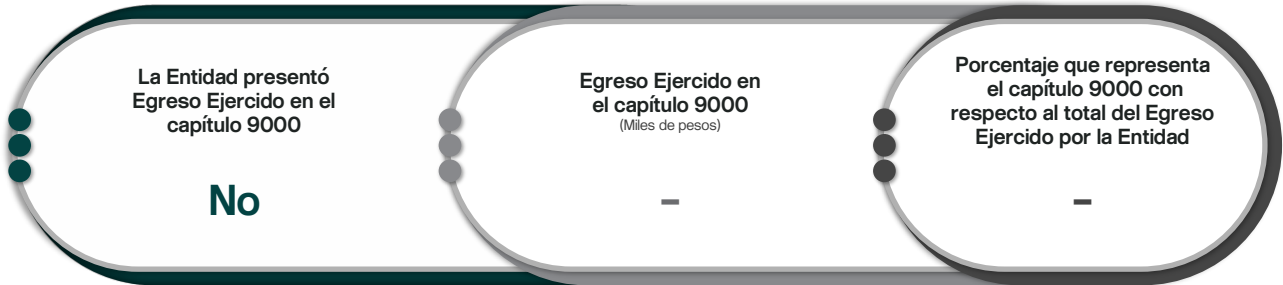 La Entidad presentó
Egreso Ejercido en el
capítulo 9000
No
Egreso Ejercido en
el capítulo 9000
(Miles de pesos)
–
Porcentaje que representa
el capítulo 9000 con
respecto al total del Egreso
Ejercido por la Entidad
–